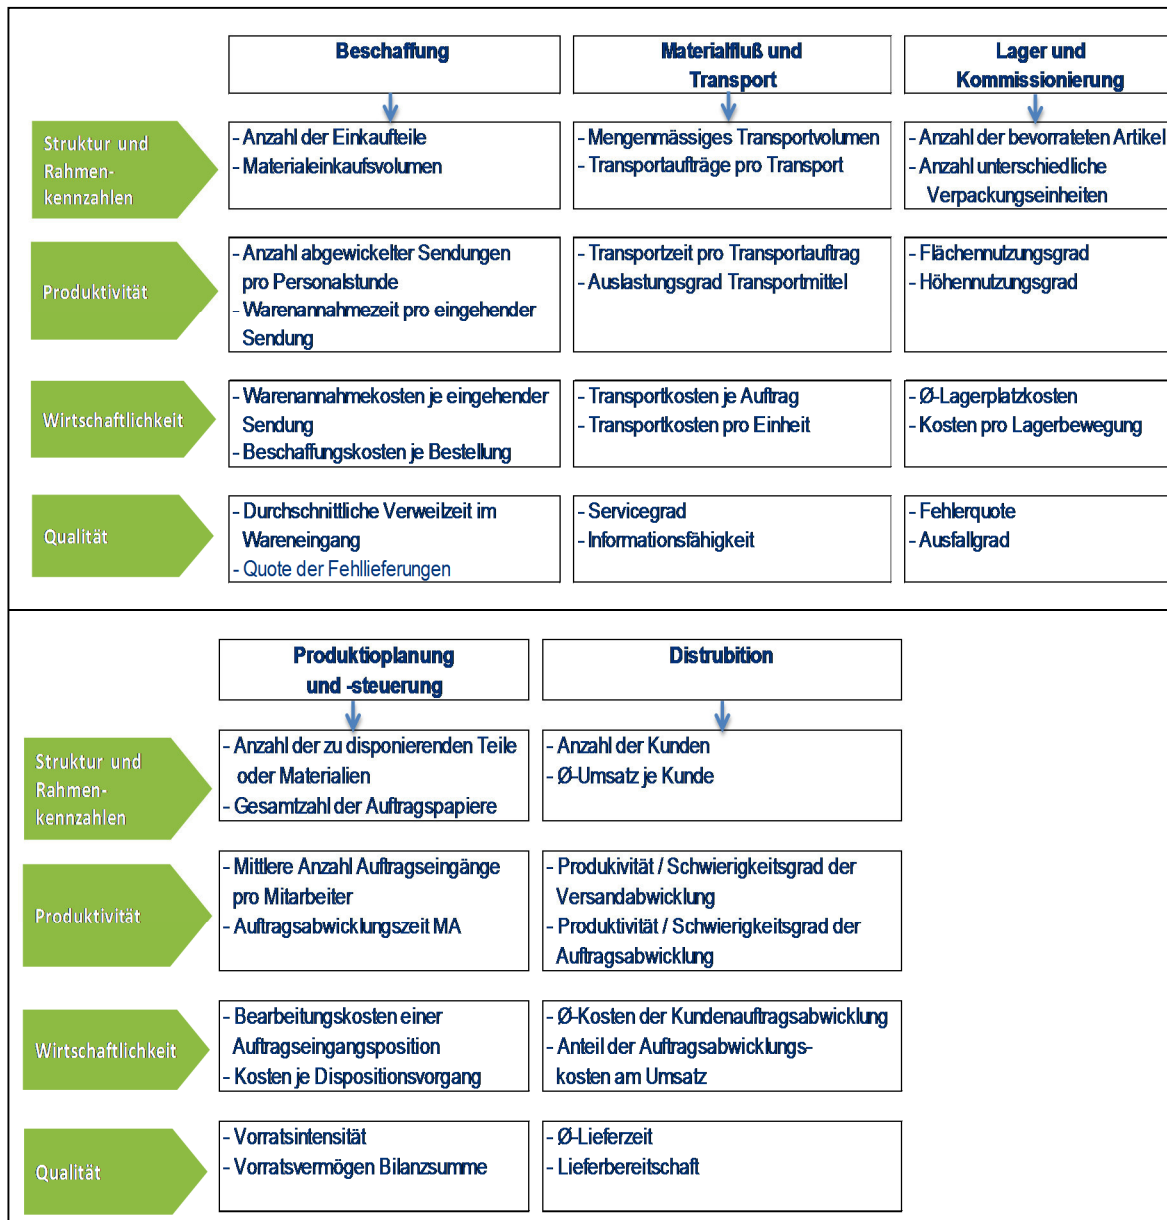 Beschaffung
Materialfluß und
Transport
Lager und
Kommissionierung
Struktur und
Rahmen-
kennzahlen
- Anzahl der Einkaufteile
- Materialeinkaufsvolumen
- Mengenmässiges Transportvolumen
- Transportaufträge pro Transport
- Anzahl der bevorrateten Artikel
- Anzahl unterschiedliche
Verpackungseinheiten
Produktivität
- Anzahl abgewickelter Sendungen
pro Personalstunde
- Warenannahmezeit pro eingehender
Sendung
- Transportzeit pro Transportauftrag
- Auslastungsgrad Transportmittel
- Flächennutzungsgrad
- Höhennutzungsgrad
Wirtschaftlichkeit
- Warenannahmekosten je eingehender
Sendung
- Beschaffungskosten je Bestellung
- Transportkosten je Auftrag
- Transportkosten pro Einheit
- Ø-Lagerplatzkosten
- Kosten pro Lagerbewegung
Qualität
- Durchschnittliche Verweilzeit im
Wareneingang
- Quote der Fehllieferungen
- Servicegrad
- Informationsfähigkeit
- Fehlerquote
- Ausfallgrad
Produktioplanung
und -steuerung
Distrubition
Struktur und
Rahmen-
kennzahlen
- Anzahl der zu disponierenden Teile
oder Materialien
- Gesamtzahl der Auftragspapiere
- Anzahl der Kunden
- Ø-Umsatz je Kunde
Produktivität
- Mittlere Anzahl Auftragseingänge
pro Mitarbeiter
- Auftragsabwicklungszeit MA
- Produkivität / Schwierigkeitsgrad der
Versandabwicklung
- Produktivität / Schwierigkeitsgrad der
Auftragsabwicklung
Wirtschaftlichkeit
- Bearbeitungskosten einer
Auftragseingangsposition
- Kosten je Dispositionsvorgang
- Ø-Kosten der Kundenauftragsabwicklung
- Anteil der Auftragsabwicklungs-
kosten am Umsatz
Qualität
- Vorratsintensität
- Vorratsvermögen Bilanzsumme
- Ø-Lieferzeit
- Lieferbereitschaft